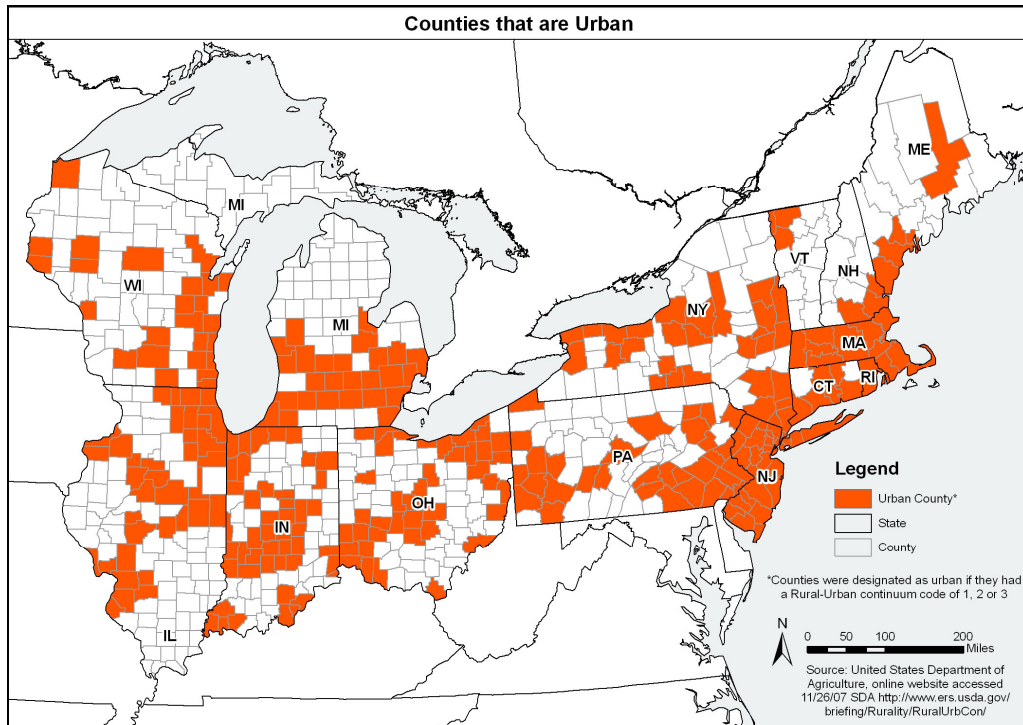 Counties that are Urban
ME
MI
VT
NH
WI
NY
MI
MA
CT
RI
PA
NJ
OH
IN
IL
Legend
Urban County*
State
County
*Counties were designated as urban if they had
a Rural-Urban continuum code of 1, 2 or 3
N
0 50 100 200
Miles
Source: United States Department of
Agriculture, online website accessed
11/26/07 SDA http://www.ers.usda.gov/
briefing/Rurality/RuralUrbCon/